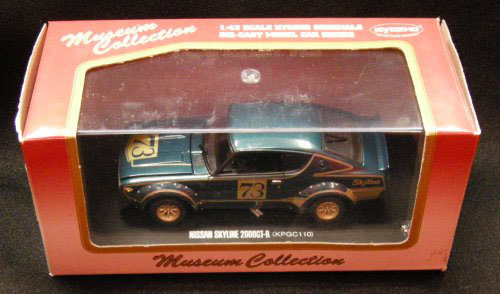 Museum
Collection
1:43 SCALE KYOSHO ORIGINALS
DIE-CAST MODEL CAR SERIES
KYOSHO
73
73
Skyline
NISSAN SKYLINE 2000GT-R (KPGC110)
Museum Collection